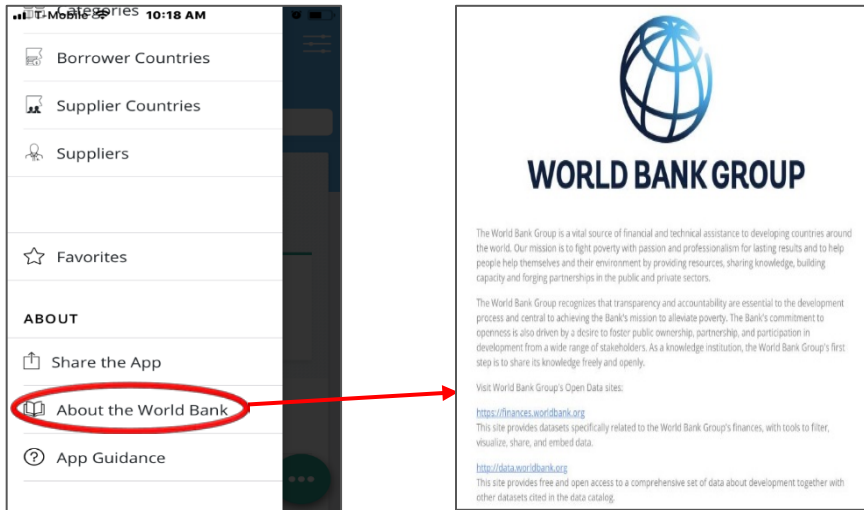 T-Mobile 10:18 AM
Categories
Borrower Countries
Supplier Countries
Suppliers
Favorites
ABOUT
Share the App
About the World Bank
App Guidance
WORLD BANK GROUP
The World Bank Group is a vital source of financial and technical assistance to developing countries around
the world. Our mission is to fight poverty with passion and professionalism for lasting results and to help
people help themselves and their environment by providing resources, sharing knowledge, building
capacity and forging partnerships in the public and private sectors.
The World Bank Group recognizes that transparency and accountability are essential to the development
process and central to achieving the Bank's mission to alleviate poverty. The Bank's commitment to
openness is also driven by a desire to foster public ownership, partnership, and participation in
development from a wide range of stakeholders. As a knowledge institution, the World Bank Group's first
step is to share its knowledge freely and openly.
Visit World Bank Group's Open Data sites:
https://finances.worldbank.org
This site provides datasets specifically related to the World Bank Group's finances, with tools to filter,
visualize, share, and embed data.
http://data.worldbank.org
This site provides free and open access to a comprehensive set of data about development together with
other datasets cited in the data catalog.